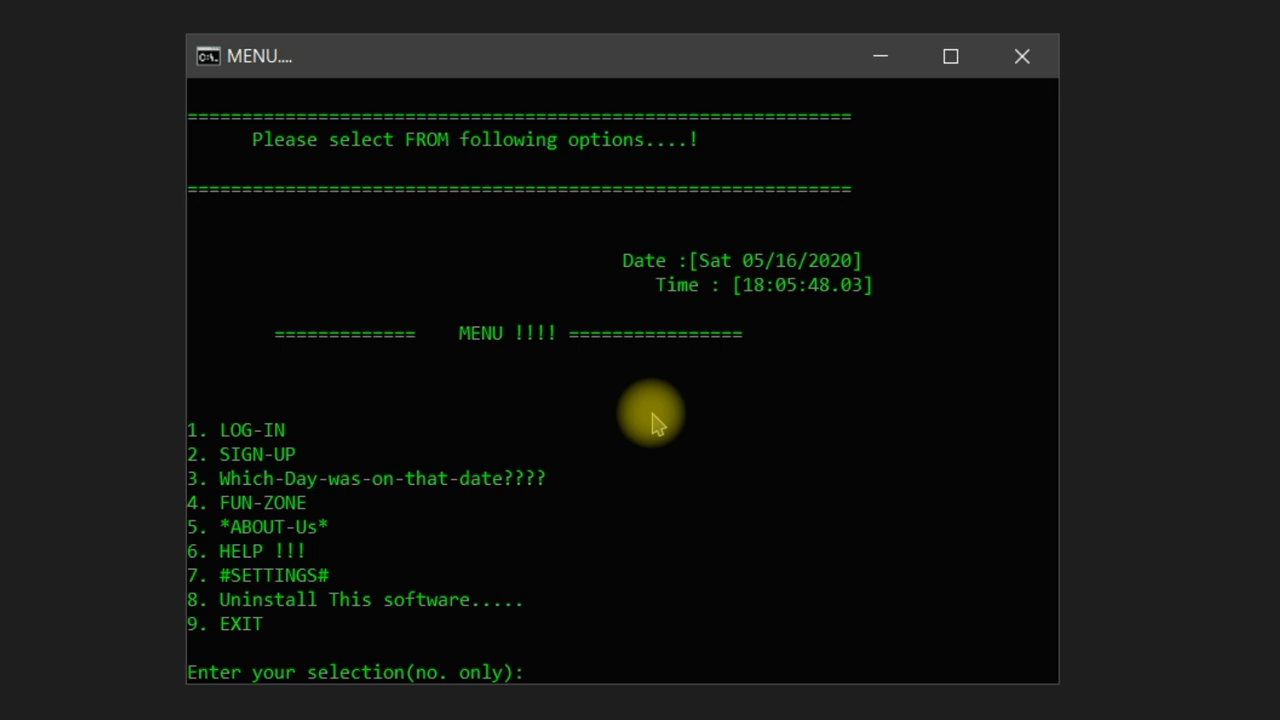 MENU....
=============================================================
Please select FROM following options....!
=============================================================
Date :[Sat 05/16/2020]
Time : [18:05:48.03]
============= MENU !!!! ================
1. LOG-IN
2. SIGN-UP
3. Which-Day-was-on-that-date????
4. FUN-ZONE
5. *ABOUT-Us*
6. HELP !!!
7. #SETTINGS#
8. Uninstall This software.....
9. EXIT
Enter your selection(no. only):